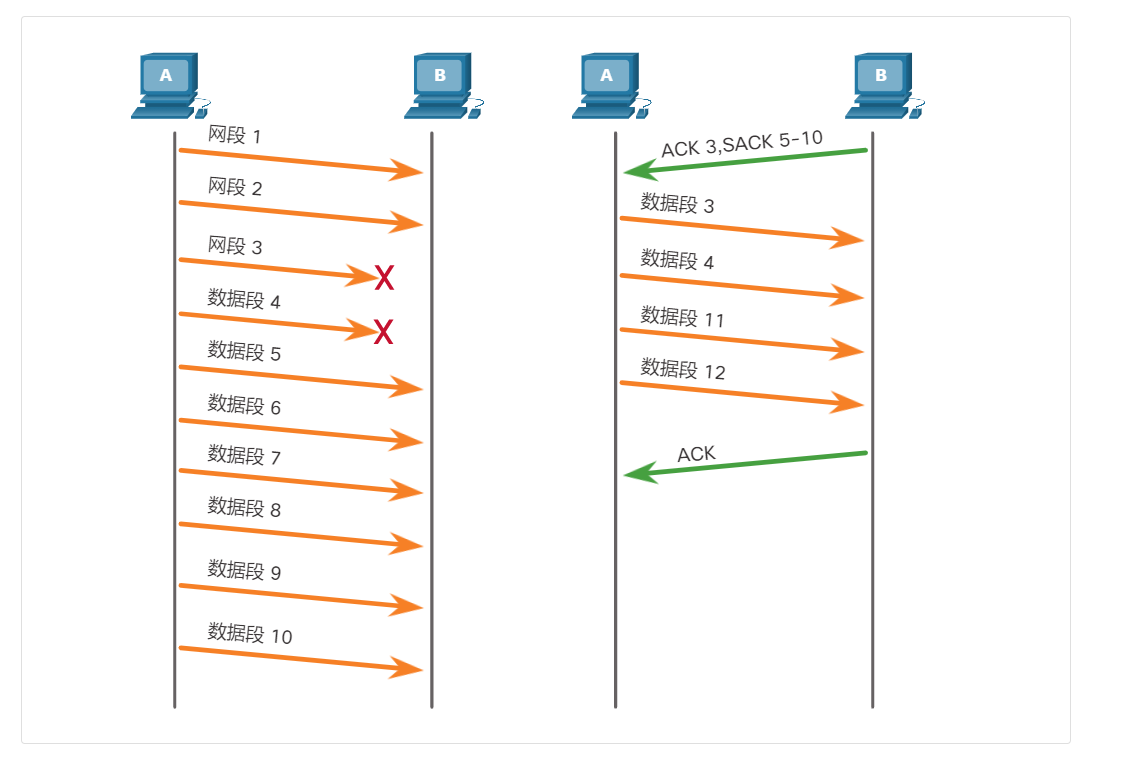 A
B
网段 1
网段 2
网段 3
X
数据段 4
X
数据段 5
数据段 6
数据段 7
数据段 8
数据段 9
数据段 10
A
B
ACK 3,SACK 5-10
数据段 3
数据段 4
数据段 11
数据段 12
ACK